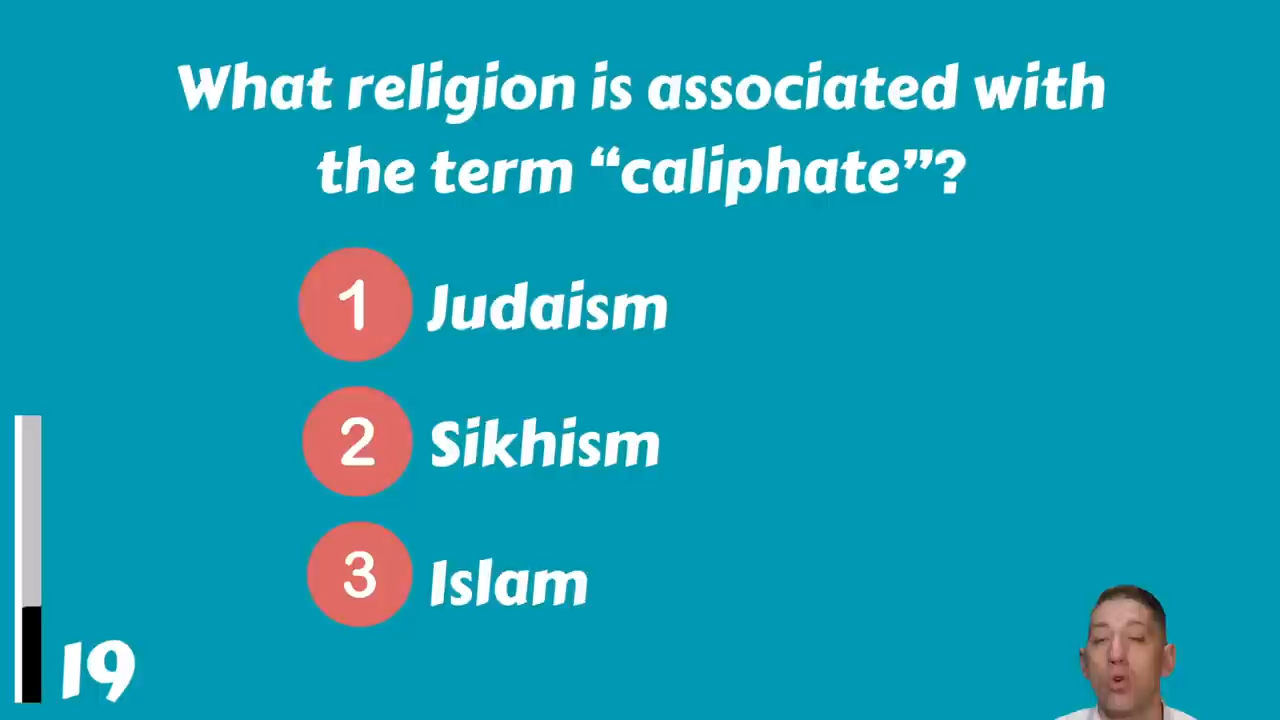 What religion is associated with
the term “caliphate”?
1 Judaism
2 Sikhism
3 Islam
19